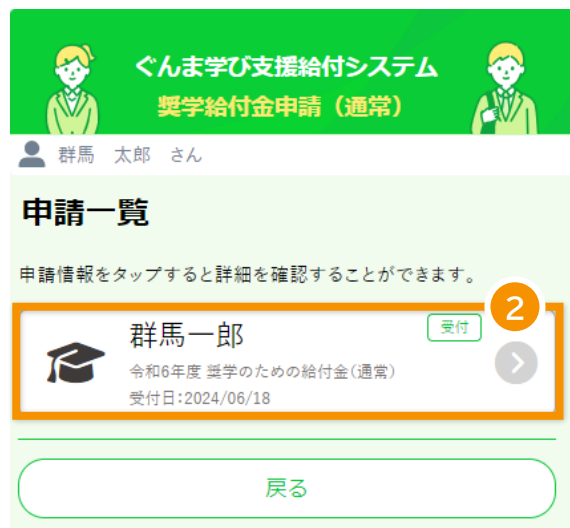 ぐんま学び支援給付システム
奨学給付金申請（通常）
群馬　太郎　さん
申請一覧
申請情報をタップすると詳細を確認することができます。
2
群馬一郎
受付
令和6年度 奨学のための給付金（通常）
受付日：2024/06/18
戻る